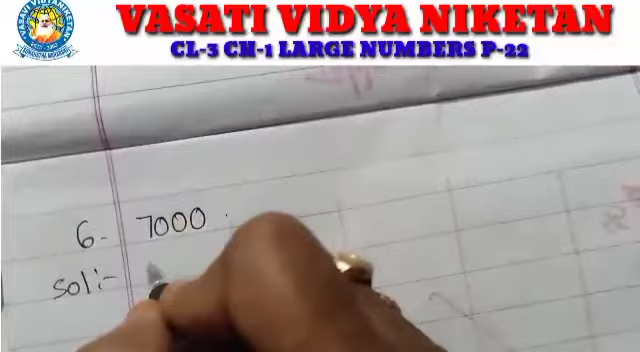 VASATI VIDYA NIKETAN
CL-3 CH-1 LARGE NUMBERS P-22
6- 7000
Sol:-